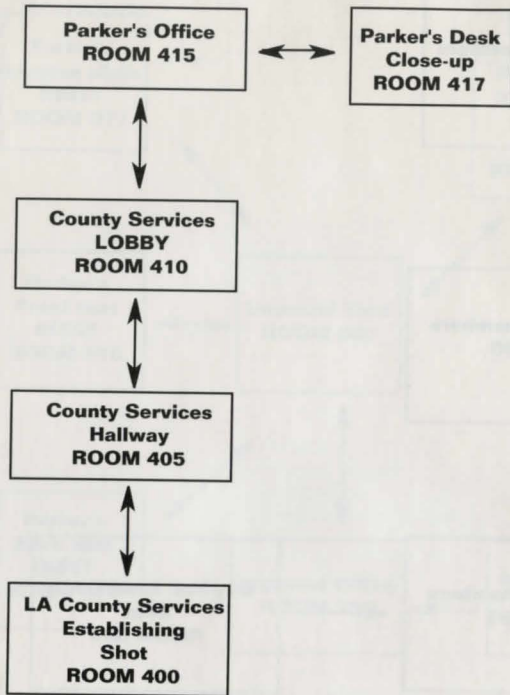 Parker's Office
ROOM 415
Parker's Desk
Close-up
ROOM 417
County Services
LOBBY
ROOM 410
County Services
Hallway
ROOM 405
LA County Services
Establishing
Shot
ROOM 400